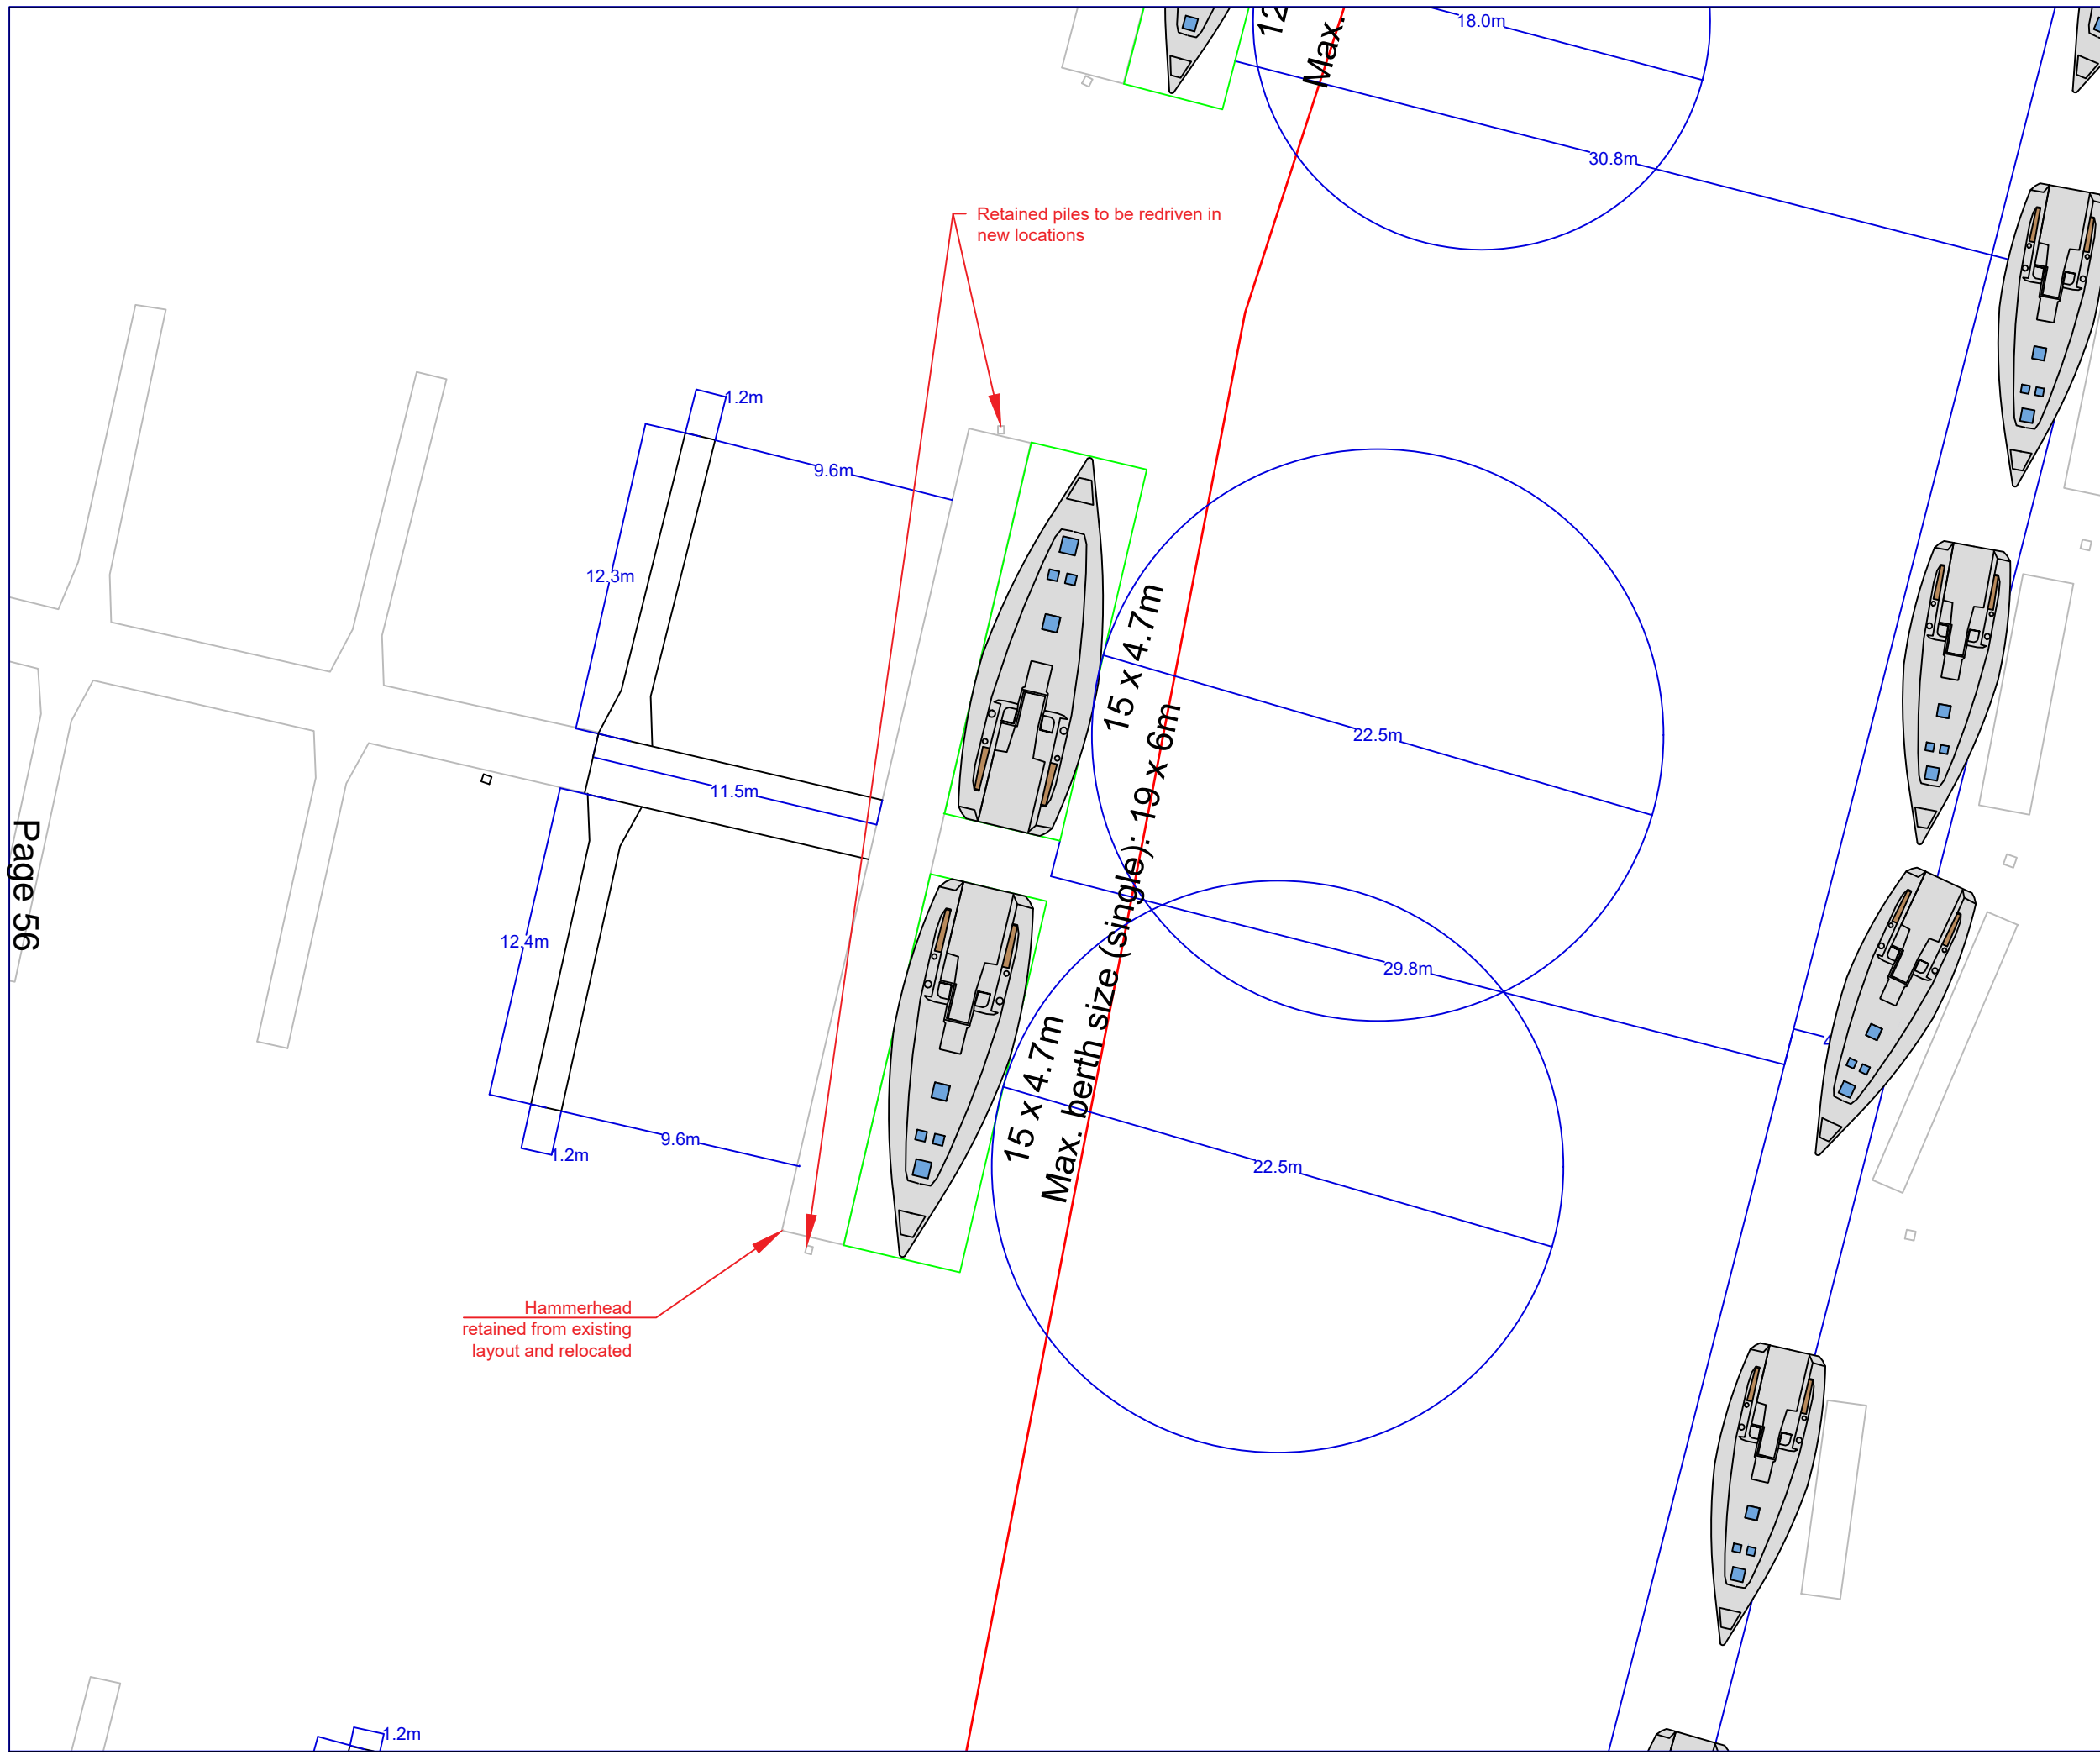 18.0m
12
Max.
30.8m
Retained piles to be redriven in
new locations
1.2m
9.6m
12.3m
15 x 4.7m
22.5m
11.5m
Max. berth size (single): 19 x 6m
Page 56
12.4m
29.8m
4
15 x 4.7m
9.6m
1.2m
22.5m
Hammerhead
retained from existing
layout and relocated
1.2m